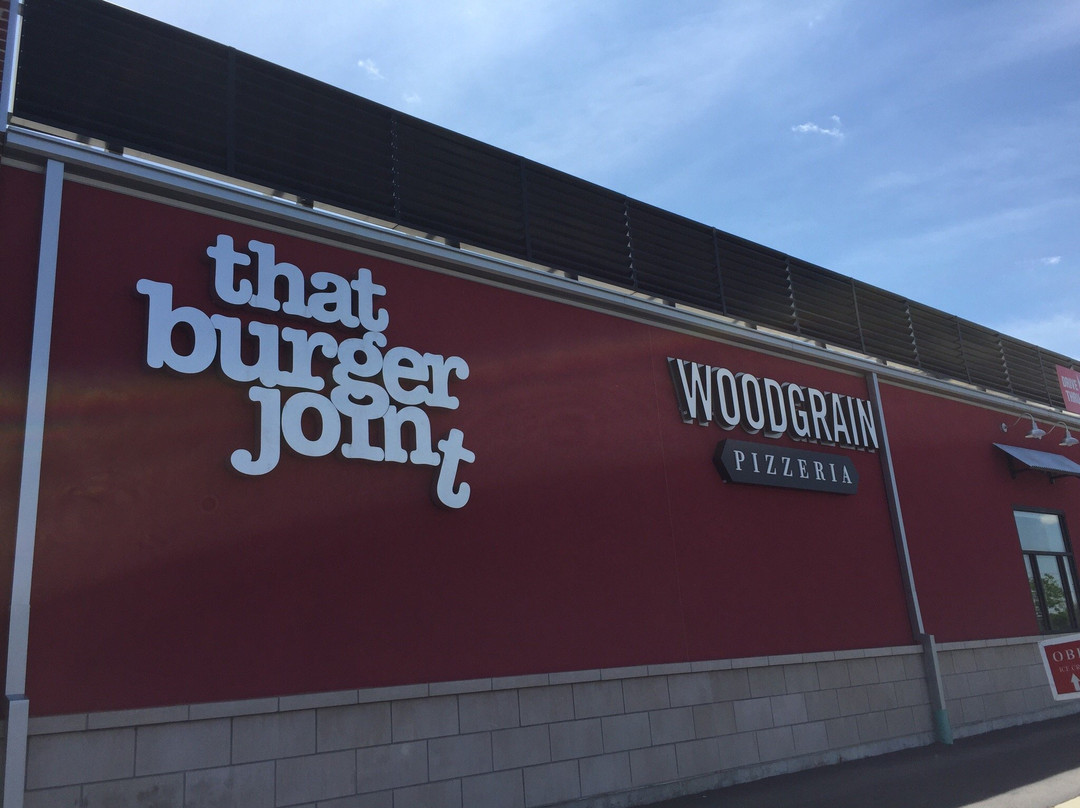 that
burger
joint
WOODGRAIN
PIZZERIA